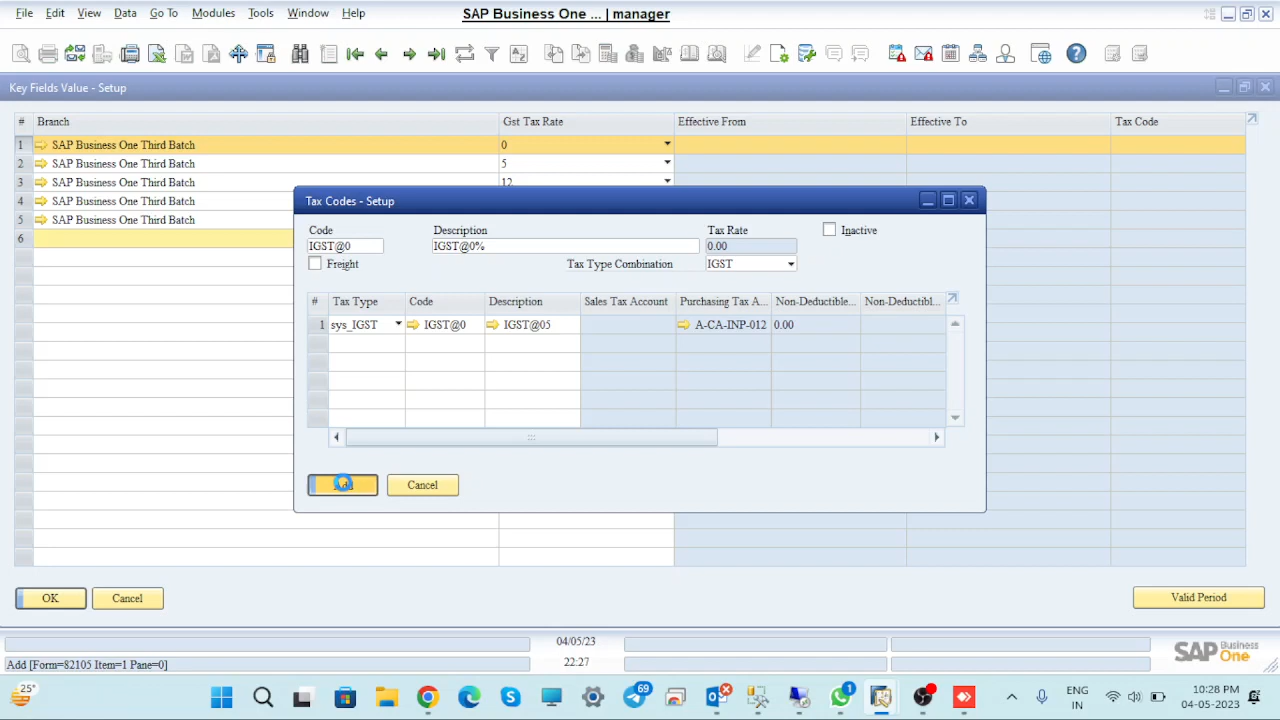 File Edit View Data Go To Modules Tools Window Help SAP Business One ... | manager
Key Fields Value - Setup
# Branch Gst Tax Rate Effective From Effective To Tax Code
1 SAP Business One Third Batch 0
2 SAP Business One Third Batch 5
3 SAP Business One Third Batch 12
4 SAP Business One Third Batch
5 SAP Business One Third Batch
6
Tax Codes - Setup
Code Description Tax Rate Inactive
IGST@0 IGST@0% 0.00
Freight Tax Type Combination IGST
# Tax Type Code Description Sales Tax Account Purchasing Tax A... Non-Deductible... Non-Deductibl...
1 sys_IGST IGST@0 IGST@05 A-CA-INP-012 0.00
Cancel
OK Cancel Valid Period
04/05/23
Add [Form=82105 Item=1 Pane=0] 22:27
SAP Business One
25° 69 1 ENG IN 10:28 PM 04-05-2023